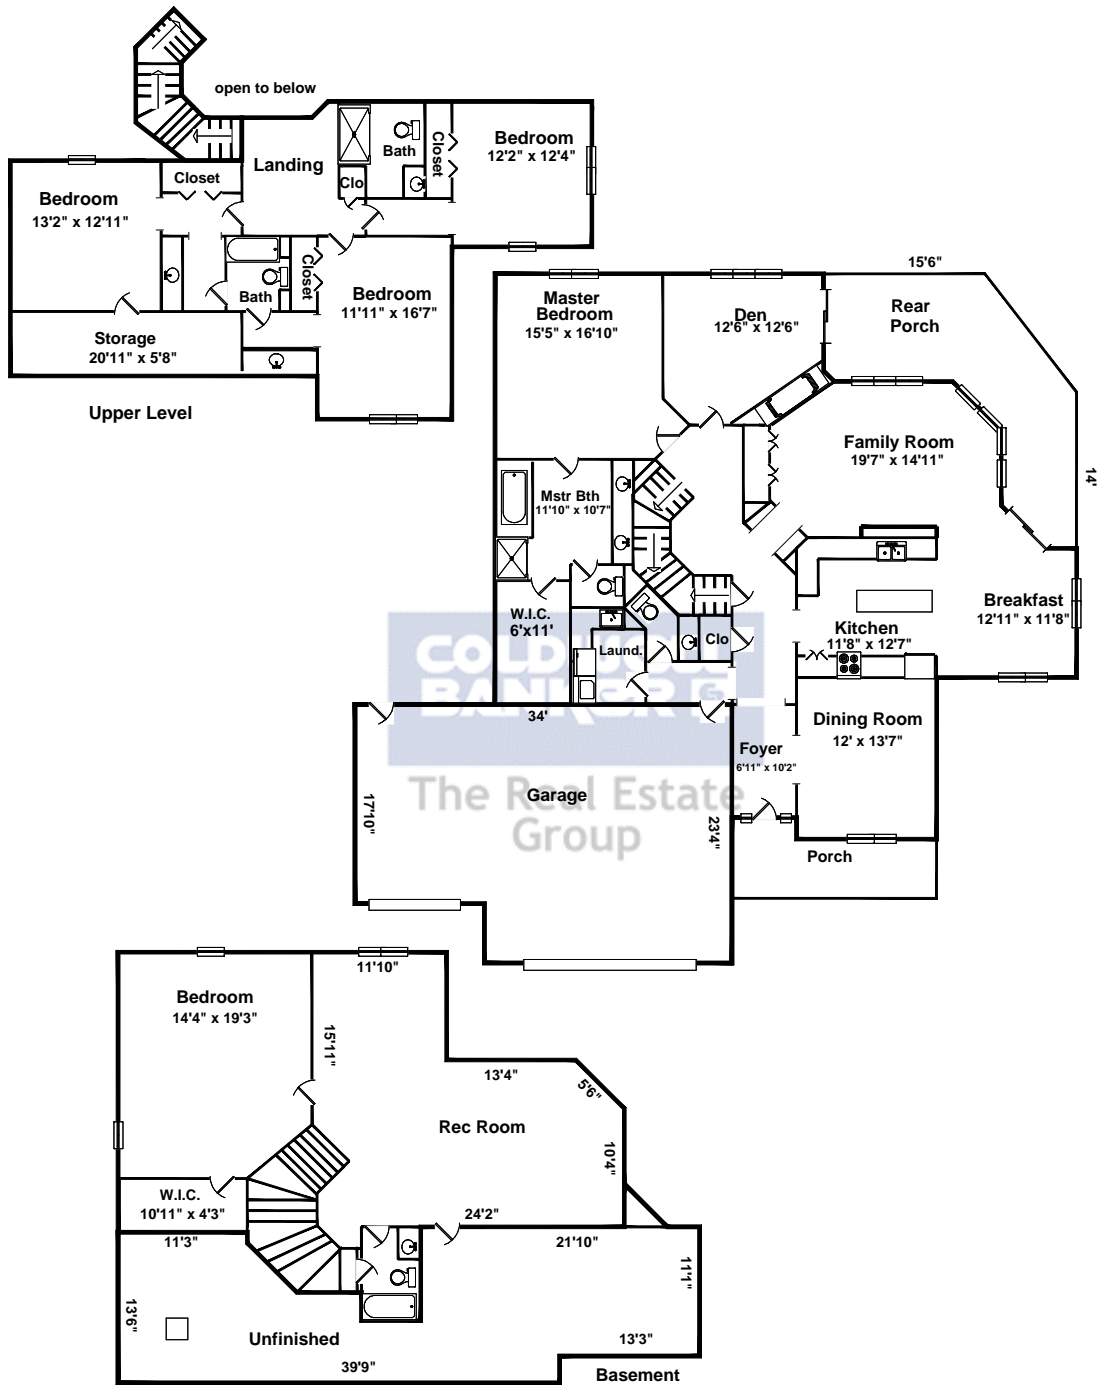 open to below
Landing
Bath
Closet
Bedroom
12'2" x 12'4"
Clo
Closet
Bedroom
13'2" x 12'11"
Bath
Closet
Bedroom
11'11" x 16'7"
Storage
20'11" x 5'8"
Upper Level
15'6"
Master
Bedroom
15'5" x 16'10"
Den
12'6" x 12'6"
Rear
Porch
Family Room
19'7" x 14'11"
14'
Mstr Bth
11'10" x 10'7"
W.I.C.
6'x11'
Laund.
Clo
Kitchen
11'8" x 12'7"
Breakfast
12'11" x 11'8"
COLDWELL
BANKER
34'
Foyer
6'11" x 10'2"
Dining Room
12' x 13'7"
The Real Estate
Group
Garage
17'10"
23'4"
Porch
11'10"
Bedroom
14'4" x 19'3"
15'11"
13'4"
5'6"
Rec Room
10'4"
W.I.C.
10'11" x 4'3"
24'2"
11'3"
21'10"
11'1"
13'6"
Unfinished
13'3"
39'9"
Basement